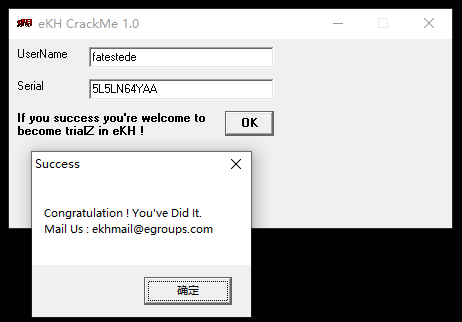 eKH CrackMe 1.0
UserName
fatestede
Serial
5L5LN64YAA
If you success you're welcome to
become trialZ in eKH !
OK
Success
Congratulation ! You've Did It.
Mail Us : ekhmail@egroups.com
确定